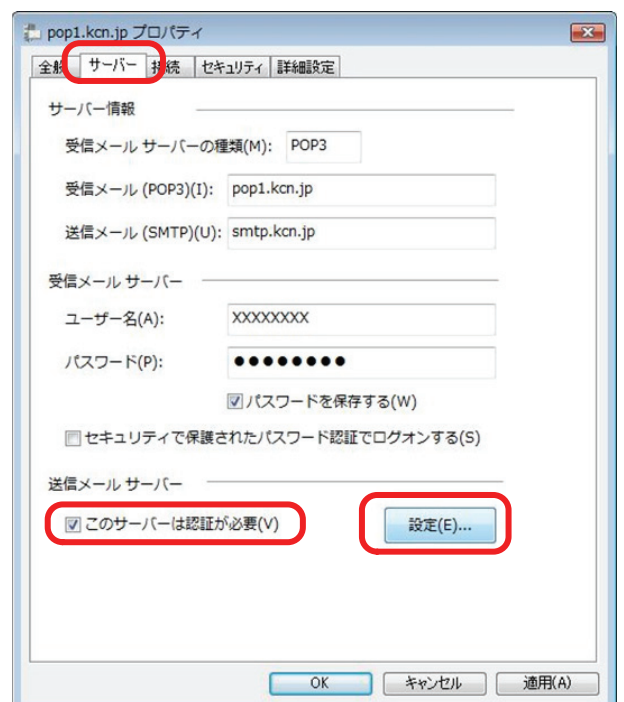 pop1.kcn.jp プロパティ
全般 サーバー 接続 セキュリティ 詳細設定
サーバー情報
受信メール サーバーの種類(M): POP3
受信メール (POP3)(I): pop1.kcn.jp
送信メール (SMTP)(U): smtp.kcn.jp
受信メール サーバー
ユーザー名(A): XXXXXXXX
パスワード(P): ●●●●●●●●
パスワードを保存する(W)
セキュリティで保護されたパスワード認証でログオンする(S)
送信メール サーバー
このサーバーは認証が必要(V) 設定(E)...
OK キャンセル 適用(A)